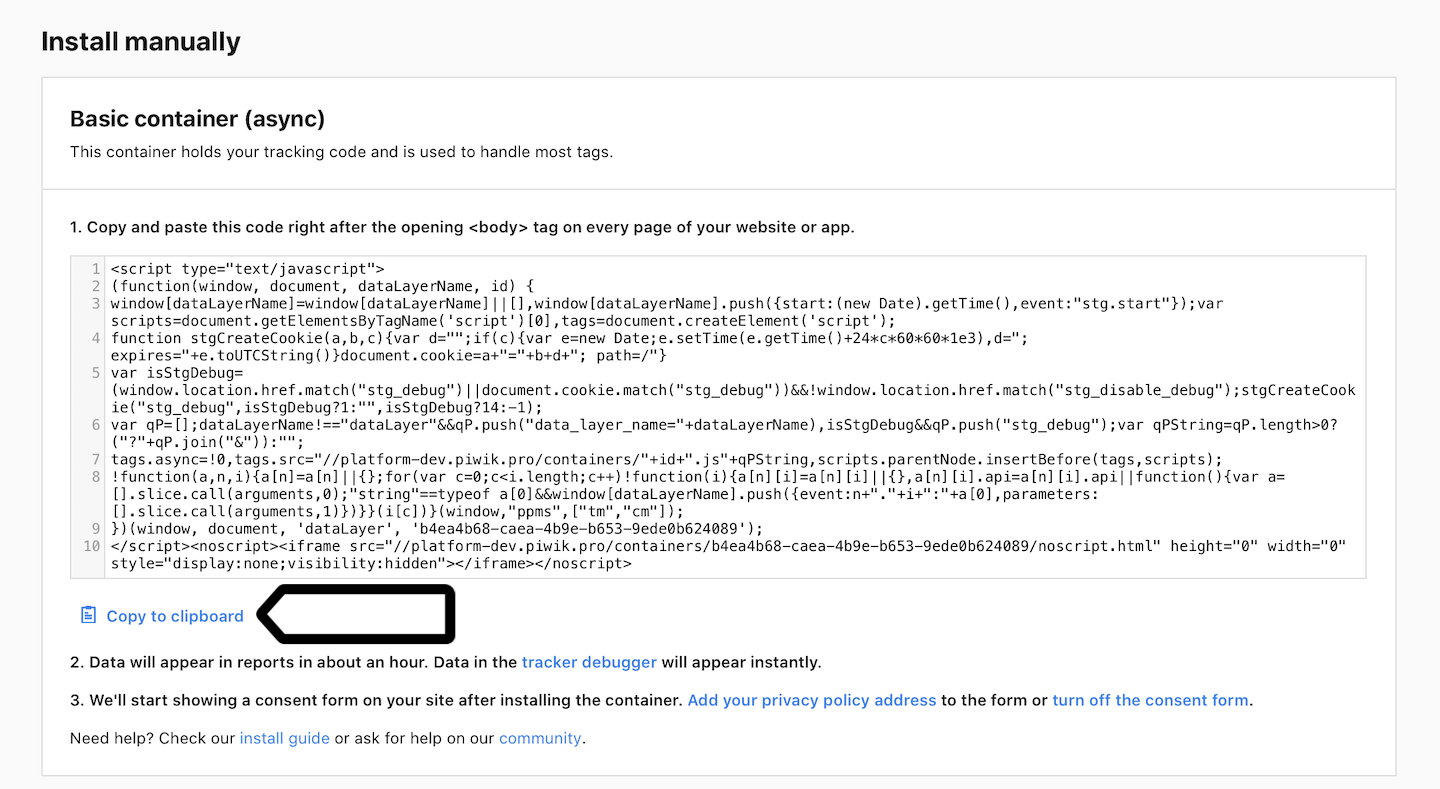 Install manually
Basic container (async)
This container holds your tracking code and is used to handle most tags.
1. Copy and paste this code right after the opening <body> tag on every page of your website or app.
1 <script type="text/javascript">
2 (function(window, document, dataLayerName, id) {
3 window[dataLayerName]=window[dataLayerName]||[],window[dataLayerName].push({start:(new Date).getTime(),event:"stg.start"});var
scripts=document.getElementsByTagName('script')[0],tags=document.createElement('script');
4 function stgCreateCookie(a,b,c){var d="";if(c){var e=new Date;e.setTime(e.getTime()+24*c*60*60*1e3),d=";
expires="+e.toUTCString()}document.cookie=a+"="+b+d+"; path=/"}
5 var isStgDebug=
(window.location.href.match("stg_debug")||document.cookie.match("stg_debug"))&&!window.location.href.match("stg_disable_debug");stgCreateCook
ie("stg_debug",isStgDebug?1:"",isStgDebug?14:-1);
6 var qP=[];dataLayerName!=="dataLayer"&&qP.push("data_layer_name="+dataLayerName),isStgDebug&&qP.push("stg_debug");var qPString=qP.length>0?
("?"+qP.join("&")):"";
7 tags.async=!0,tags.src="//platform-dev.piwik.pro/containers/"+id+".js"+qPString,scripts.parentNode.insertBefore(tags,scripts);
8 !function(a,n,i){a[n]=a[n]||{};for(var c=0;c<i.length;c++)!function(i){a[n][i]=a[n][i]||{},a[n][i].api=a[n][i].api||function(){var a=
[].slice.call(arguments,0);"string"==typeof a[0]&&window[dataLayerName].push({event:n+"."+i+":"+a[0],parameters:
[].slice.call(arguments,1)})}}(i[c])}(window,"ppms",["tm","cm"]);
9 })(window, document, 'dataLayer', 'b4ea4b68-caea-4b9e-b653-9ede0b624089');
10 </script><noscript><iframe src="//platform-dev.piwik.pro/containers/b4ea4b68-caea-4b9e-b653-9ede0b624089/noscript.html" height="0" width="0"
style="display:none;visibility:hidden"></iframe></noscript>
Copy to clipboard
2. Data will appear in reports in about an hour. Data in the tracker debugger will appear instantly.
3. We'll start showing a consent form on your site after installing the container. Add your privacy policy address to the form or turn off the consent form.
Need help? Check our install guide or ask for help on our community.